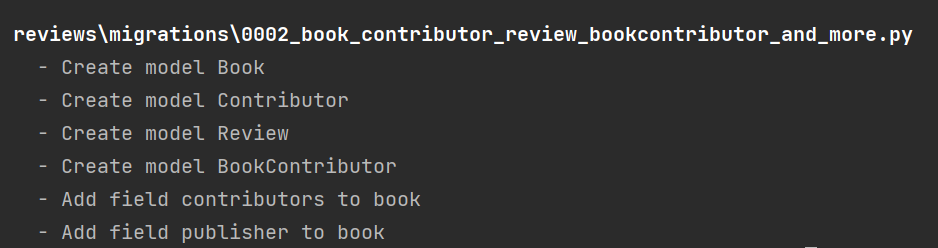 reviews\migrations\0002_book_contributor_review_bookcontributor_and_more.py
- Create model Book
- Create model Contributor
- Create model Review
- Create model BookContributor
- Add field contributors to book
- Add field publisher to book